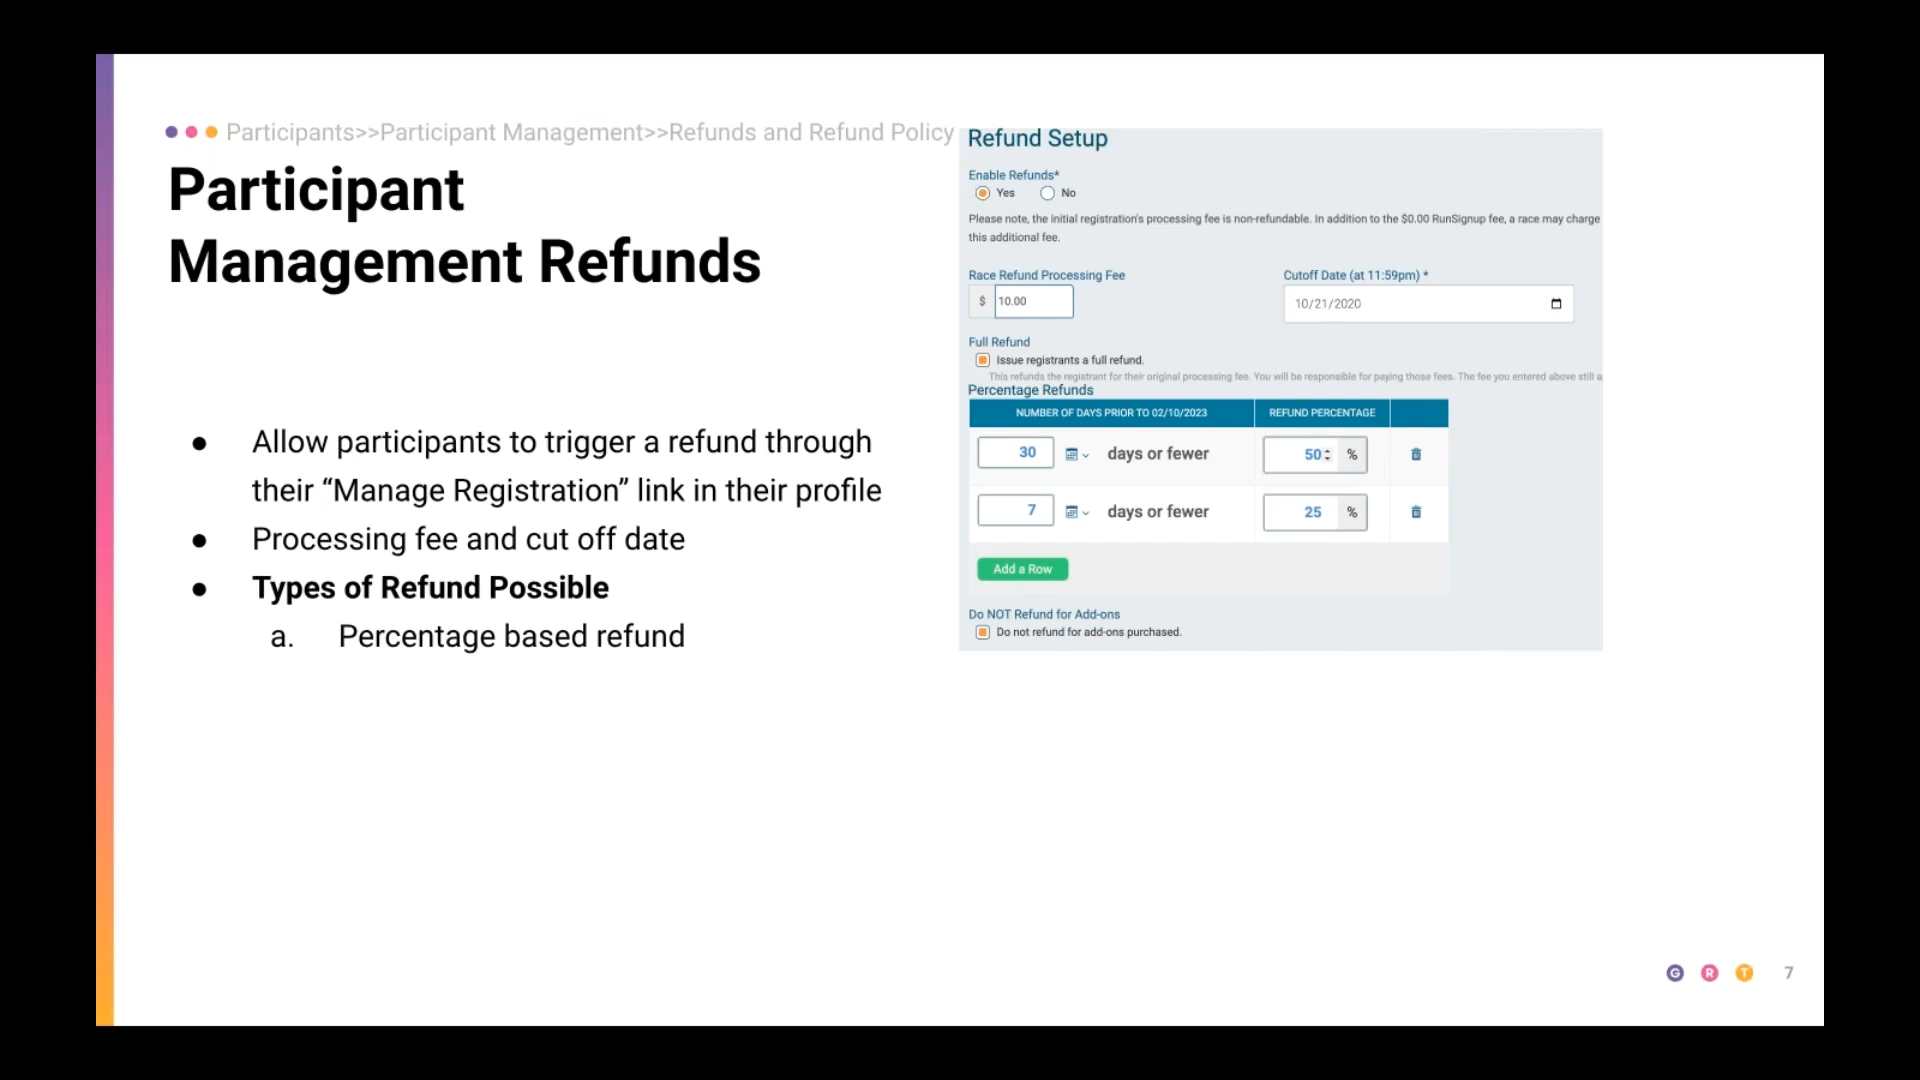 Participants>>Participant Management>>Refunds and Refund Policy
Participant
Management Refunds
● Allow participants to trigger a refund through
their “Manage Registration” link in their profile
● Processing fee and cut off date
● Types of Refund Possible
a. Percentage based refund
Refund Setup
Enable Refunds*
Yes No
Please note, the initial registration's processing fee is non-refundable. In addition to the $0.00 RunSignup fee, a race may charge
this additional fee.
Race Refund Processing Fee Cutoff Date (at 11:59pm) *
$ 10.00 10/21/2020
Full Refund
Issue registrants a full refund.
This refunds the registrant for their original processing fee. You will be responsible for paying those fees. The fee you entered above still a
Percentage Refunds
NUMBER OF DAYS PRIOR TO 02/10/2023 REFUND PERCENTAGE
30 days or fewer 50 %
7 days or fewer 25 %
Add a Row
Do NOT Refund for Add-ons
Do not refund for add-ons purchased.
G R T 7